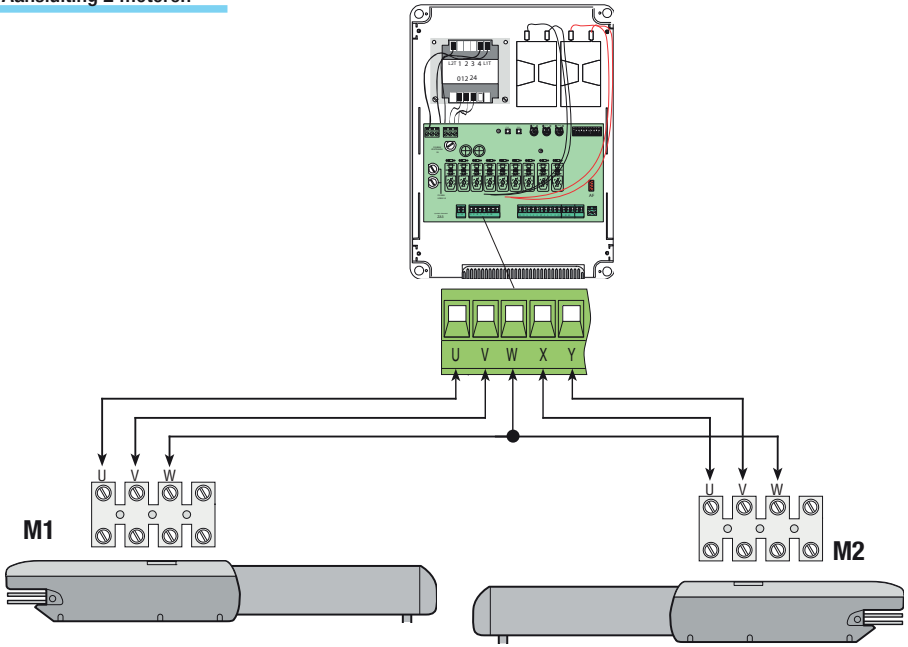 Aansluiting 2 motoren
L2T 1 2 3 4 L1T
0 12 24
U V W X Y
U V W
U V W
M1
M2